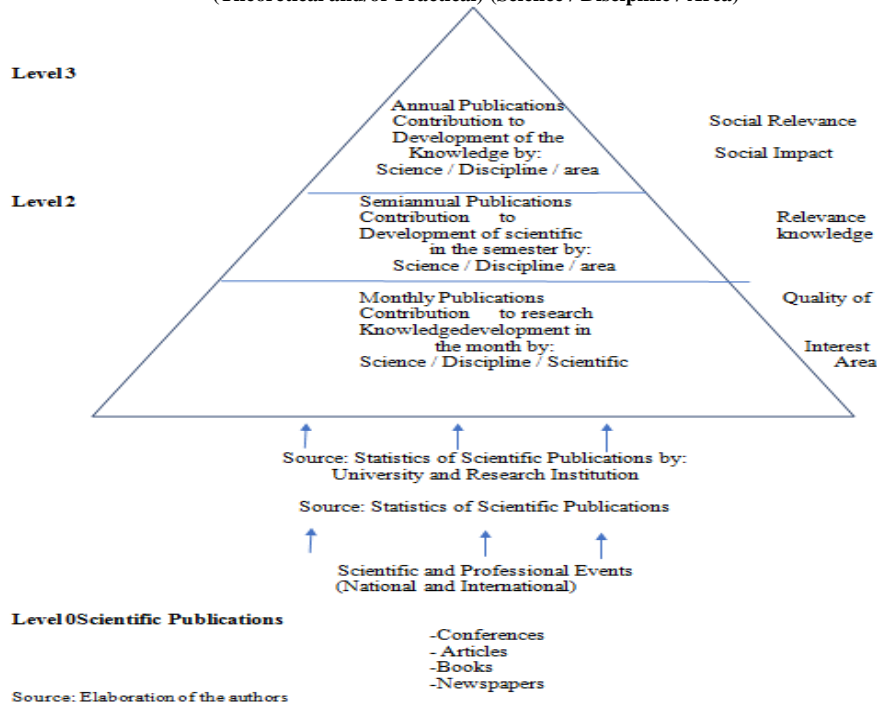 (Theoretical and/or Practical) (Science / Discipline / Area)
Level 3
Annual Publications
Contribution to
Development of the
Knowledge by:
Science / Discipline / area
Social Relevance
Social Impact
Level 2
Semiannual Publications
Contribution to
Development of scientific
in the semester by:
Science / Discipline / area
Relevance
knowledge
Monthly Publications
Contribution to research
Knowledgedevelopment in
the month by:
Science / Discipline / Scientific
Quality of
Interest
Area
Source: Statistics of Scientific Publications by:
University and Research Institution
Source: Statistics of Scientific Publications
Scientific and Professional Events
(National and International)
Level 0Scientific Publications
-Conferences
- Articles
-Books
-Newspapers
Source: Elaboration of the authors